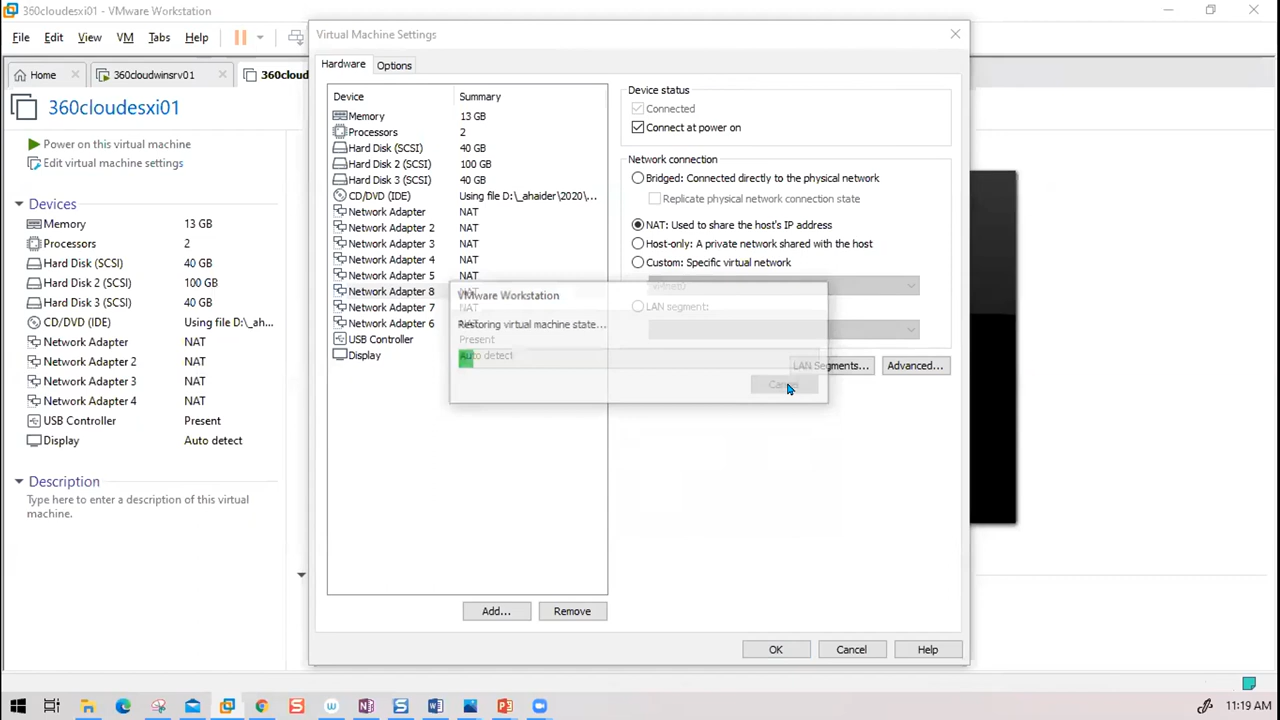 360cloudesxi01 - VMware Workstation
File Edit View VM Tabs Help
Home 360cloudwinsrv01 360cloud
360cloudesxi01
Power on this virtual machine
Edit virtual machine settings
Devices
Memory 13 GB
Processors 2
Hard Disk (SCSI) 40 GB
Hard Disk 2 (SCSI) 100 GB
Hard Disk 3 (SCSI) 40 GB
CD/DVD (IDE) Using file D:\_ah...
Network Adapter NAT
Network Adapter 2 NAT
Network Adapter 3 NAT
Network Adapter 4 NAT
USB Controller Present
Display Auto detect
Description
Type here to enter a description of this virtual
machine.
Virtual Machine Settings
Hardware Options
Device Summary
Memory 13 GB
Processors 2
Hard Disk (SCSI) 40 GB
Hard Disk 2 (SCSI) 100 GB
Hard Disk 3 (SCSI) 40 GB
CD/DVD (IDE) Using file D:\_ahaider\2020\,...
Network Adapter NAT
Network Adapter 2 NAT
Network Adapter 3 NAT
Network Adapter 4 NAT
Network Adapter 5 NAT
Network Adapter 8 NAT
Network Adapter 7 NAT
Network Adapter 6
USB Controller Present
Display Auto detect
Add... Remove
Device status
Connected
Connect at power on
Network connection
Bridged: Connected directly to the physical network
Replicate physical network connection state
NAT: Used to share the host's IP address
Host-only: A private network shared with the host
Custom: Specific virtual network
VMnet0
LAN segment:
LAN Segments... Advanced...
VMware Workstation
Restoring virtual machine state...
Cancel
OK Cancel Help
11:19 AM